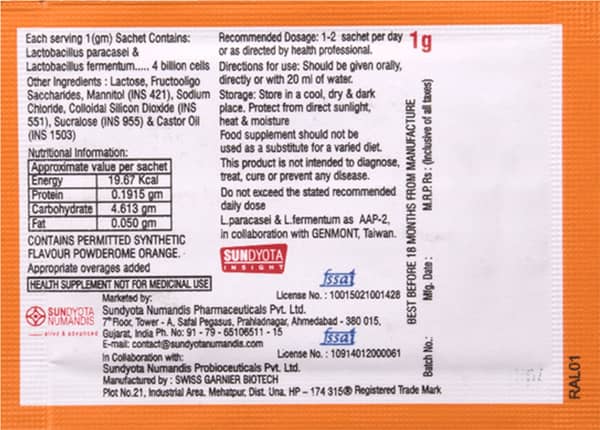 Each serving 1(gm) Sachet Contains:
Lactobacillus paracasei &
Lactobacillus fermentum..... 4 billion cells
Other Ingredients : Lactose, Fructooligo
Saccharides, Mannitol (INS 421), Sodium
Chloride, Colloidal Silicon Dioxide (INS
551), Sucralose (INS 955) & Castor Oil
(INS 1503)
Nutritional Information:
Approximate value per sachet
Energy 19.67 Kcal
Protein 0.1915 gm
Carbohydrate 4.613 gm
Fat 0.050 gm
CONTAINS PERMITTED SYNTHETIC
FLAVOUR POWDEROME ORANGE.
Appropriate overages added
HEALTH SUPPLEMENT NOT FOR MEDICINAL USE
Recommended Dosage: 1-2 sachet per day
or as directed by health professional.
Directions for use: Should be given orally,
directly or with 20 ml of water.
Storage: Store in a cool, dry & dark
place. Protect from direct sunlight,
heat & moisture
Food supplement should not be
used as a substitute for a varied diet.
This product is not intended to diagnose,
treat, cure or prevent any disease.
Do not exceed the stated recommended
daily dose
L.paracasei & L.fermentum as AAP-2,
in collaboration with GENMONT, Taiwan.
SUNDYOTA
INSIGHT
1g
BEST BEFORE 18 MONTHS FROM MANUFACTURE
M.R.P. Rs : (Inclusive of all taxes)
Mfg. Date :
Batch No.:
fssai
License No. : 10015021001428
SUNDYOTA
NUMANDIS
alive & advanced
Marketed by:
Sundyota Numandis Pharmaceuticals Pvt. Ltd.
7th Floor, Tower - A, Safal Pegasus, Prahladnagar, Ahmedabad - 380 015,
Gujarat, India Ph. No: 91 - 79 - 65106511 - 15
E-mail: contact@sundyotanumandis.com
fssai
License No. : 10914012000061
In Collaboration with:
Sundyota Numandis Probioceuticals Pvt. Ltd.
Manufactured by : SWISS GARNIER BIOTECH
Plot No.21, Industrial Area, Mehatpur, Dist. Una, HP – 174 315® Registered Trade Mark
RAL01